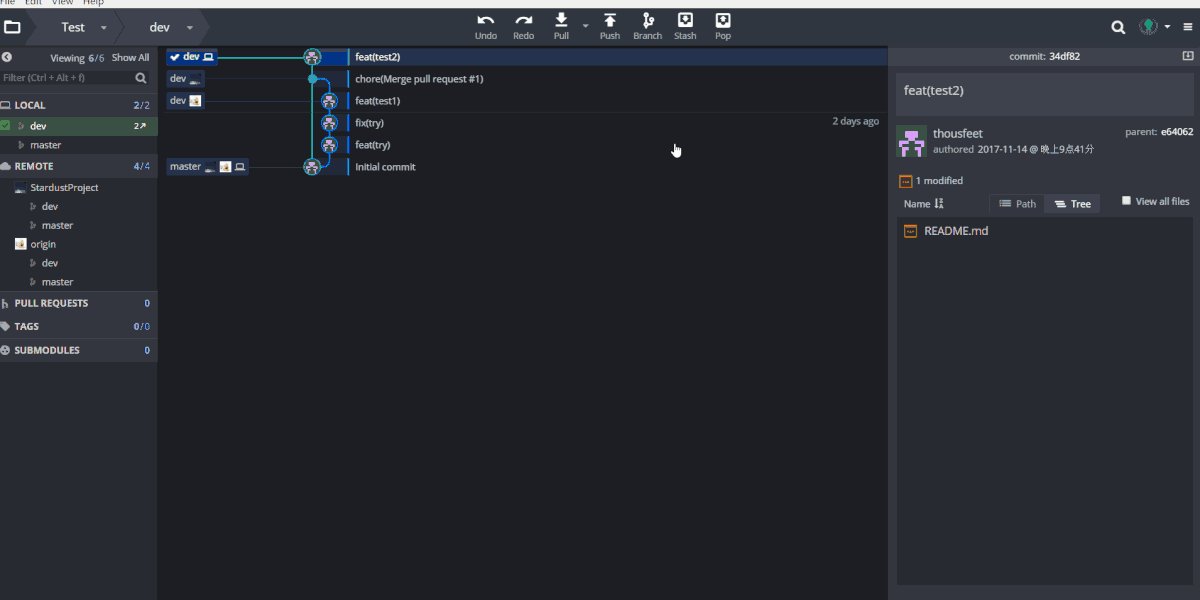 File Edit View Help
Test dev
Undo Redo Pull Push Branch Stash Pop
Viewing 6/6 Show All
Filter (Ctrl + Alt + f)
LOCAL 2/2
dev 2↗
master
REMOTE 4/4
StardustProject
dev
master
origin
dev
master
PULL REQUESTS 0
TAGS 0/0
SUBMODULES 0
dev feat(test2)
dev chore(Merge pull request #1)
dev feat(test1)
fix(try) 2 days ago
feat(try)
master Initial commit
commit: 34df82
feat(test2)
thousfeet parent: e64062
authored 2017-11-14 @ 晚上9点41分
1 modified
Name Path Tree View all files
README.md